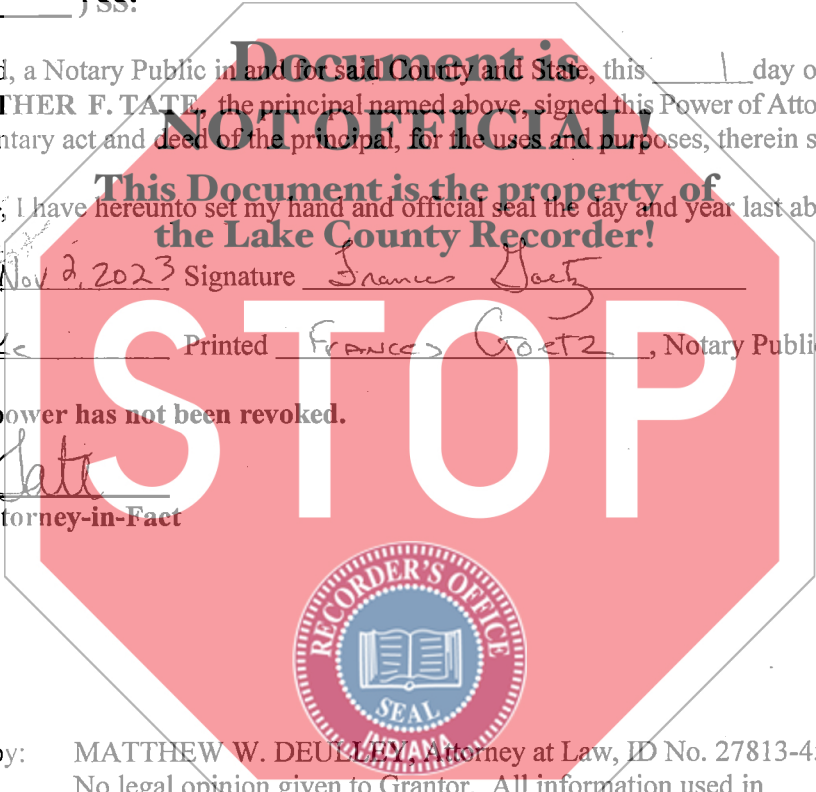 ) SS:
Document is
d, a Notary Public in and for said County and State, this 1 day o
THER F. TATE, the principal named above, signed this Power of Atto
NOT OFFICIAL!
ntary act and deed of the principal, for the uses and purposes, therein s
This Document is the property of
, I have hereunto set my hand and official seal the day and year last ab
the Lake County Recorder!
Nov 2, 2023 Signature Frances Goetz
Printed Frances Goetz, Notary Public
STOP
power has not been revoked.
Tate
torney-in-Fact
RECORDER'S OFFICE
SEAL
INDIANA
by: MATTHEW W. DEULLEY, Attorney at Law, ID No. 27813-45
No legal opinion given to Grantor. All information used in